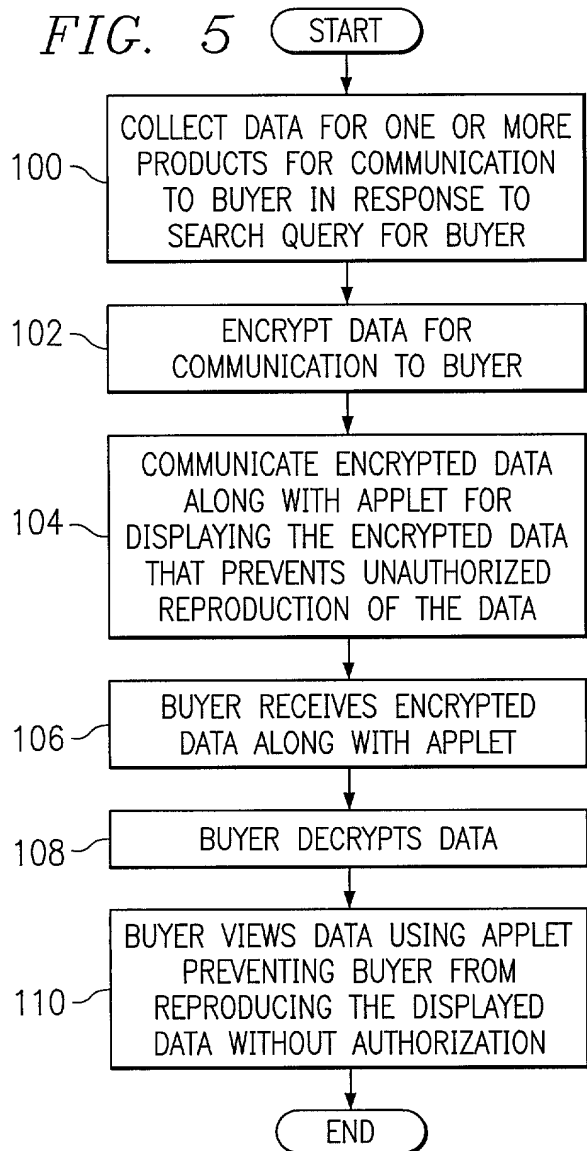 FIG. 5
START
100
COLLECT DATA FOR ONE OR MORE
PRODUCTS FOR COMMUNICATION
TO BUYER IN RESPONSE TO
SEARCH QUERY FOR BUYER
102
ENCRYPT DATA FOR
COMMUNICATION TO BUYER
104
COMMUNICATE ENCRYPTED DATA
ALONG WITH APPLET FOR
DISPLAYING THE ENCRYPTED DATA
THAT PREVENTS UNAUTHORIZED
REPRODUCTION OF THE DATA
106
BUYER RECEIVES ENCRYPTED
DATA ALONG WITH APPLET
108
BUYER DECRYPTS DATA
110
BUYER VIEWS DATA USING APPLET
PREVENTING BUYER FROM
REPRODUCING THE DISPLAYED
DATA WITHOUT AUTHORIZATION
END